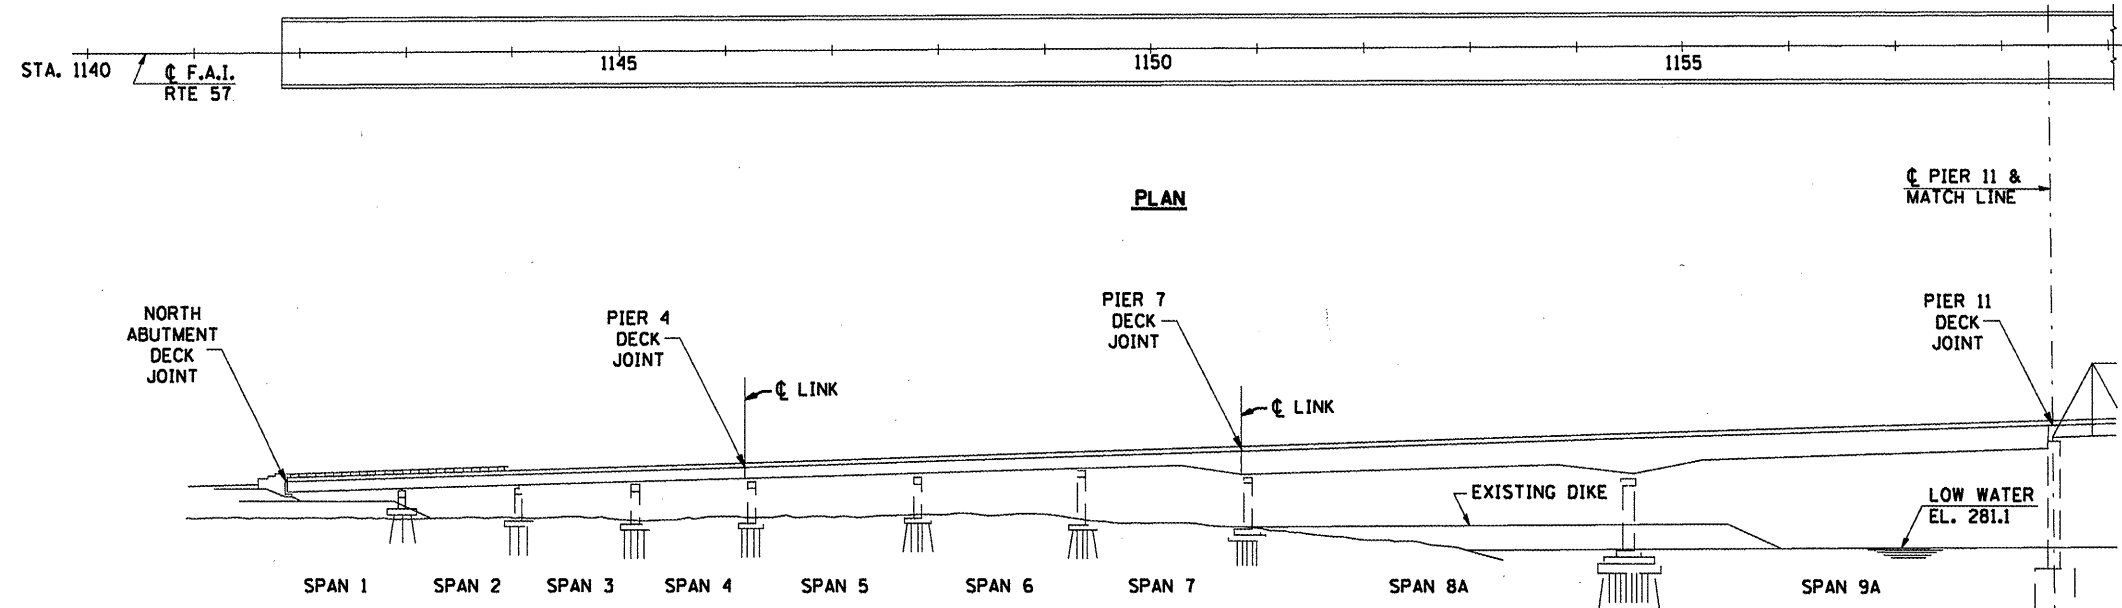 STA. 1140
℄ F.A.I.
RTE 57
1145
1150
1155
℄ PIER 11 &
MATCH LINE
PLAN
NORTH
ABUTMENT
DECK
JOINT
PIER 4
DECK
JOINT
℄ LINK
PIER 7
DECK
JOINT
℄ LINK
PIER 11
DECK
JOINT
EXISTING DIKE
LOW WATER
EL. 281.1
SPAN 1
SPAN 2
SPAN 3
SPAN 4
SPAN 5
SPAN 6
SPAN 7
SPAN 8A
SPAN 9A